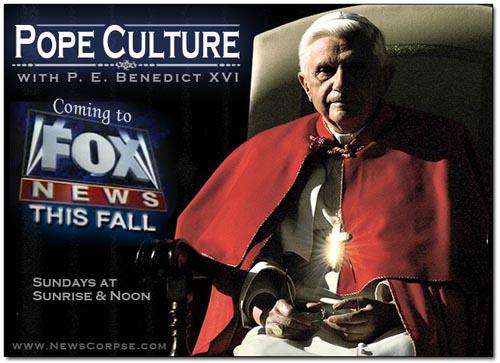 POPE CULTURE
WITH P. E. BENEDICT XVI
Coming to
FOX
NEWS
THIS FALL
SUNDAYS AT
SUNRISE & NOON
WWW.NEWSCORPSE.COM